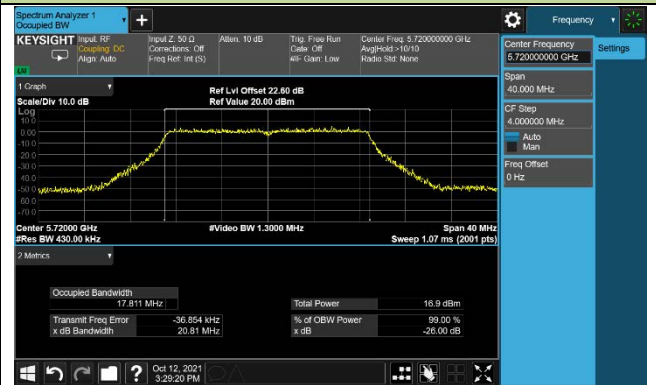 Spectrum Analyzer 1
Occupied BW
+
Frequency
KEYSIGHT
Input: RF
Coupling: DC
Align: Auto
Input Z: 50 Ω
Corrections: Off
Freq Ref: Int (S)
Atten: 10 dB
Trig: Free Run
Gate: Off
#IF Gain: Low
Center Freq: 5.720000000 GHz
Avg|Hold:>10/10
Radio Std: None
Center Frequency
5.720000000 GHz
Settings
Span
40.000 MHz
CF Step
4.000000 MHz
Auto
Man
Freq Offset
0 Hz
1 Graph
Scale/Div 10.0 dB
Ref Lvl Offset 22.60 dB
Ref Value 20.00 dBm
Log
10.0
0.00
-10.0
-20.0
-30.0
-40.0
-50.0
-60.0
-70.0
Center 5.72000 GHz
#Video BW 1.3000 MHz
Span 40 MHz
#Res BW 430.00 kHz
Sweep 1.07 ms (2001 pts)
2 Metrics
Occupied Bandwidth
17.811 MHz
Total Power
16.9 dBm
Transmit Freq Error
-36.854 kHz
% of OBW Power
99.00 %
x dB Bandwidth
20.81 MHz
x dB
-26.00 dB
?
Oct 12, 2021
3:29:20 PM